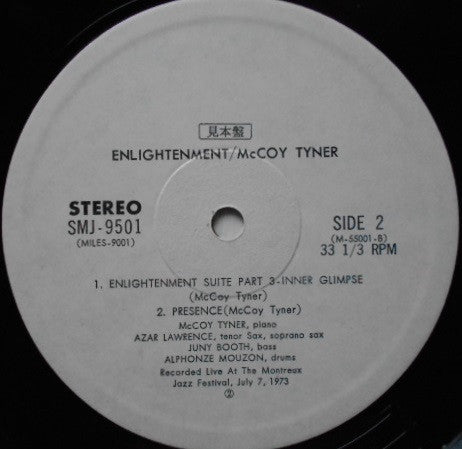 見本盤
ENLIGHTENMENT/McCOY TYNER
STEREO
SMJ-9501
(MILES-9001)
SIDE 2
(M-55001-B)
33 1/3 RPM
1. ENLIGHTENMENT SUITE PART 3-INNER GLIMPSE
(McCoy Tyner)
2. PRESENCE(McCoy Tyner)
McCOY TYNER, piano
AZAR LAWRENCE, tenor Sax, soprano sax
JUNY BOOTH, bass
ALPHONZE MOUZON, drums
Recorded Live At The Montreux
Jazz Festival, July 7, 1973
②